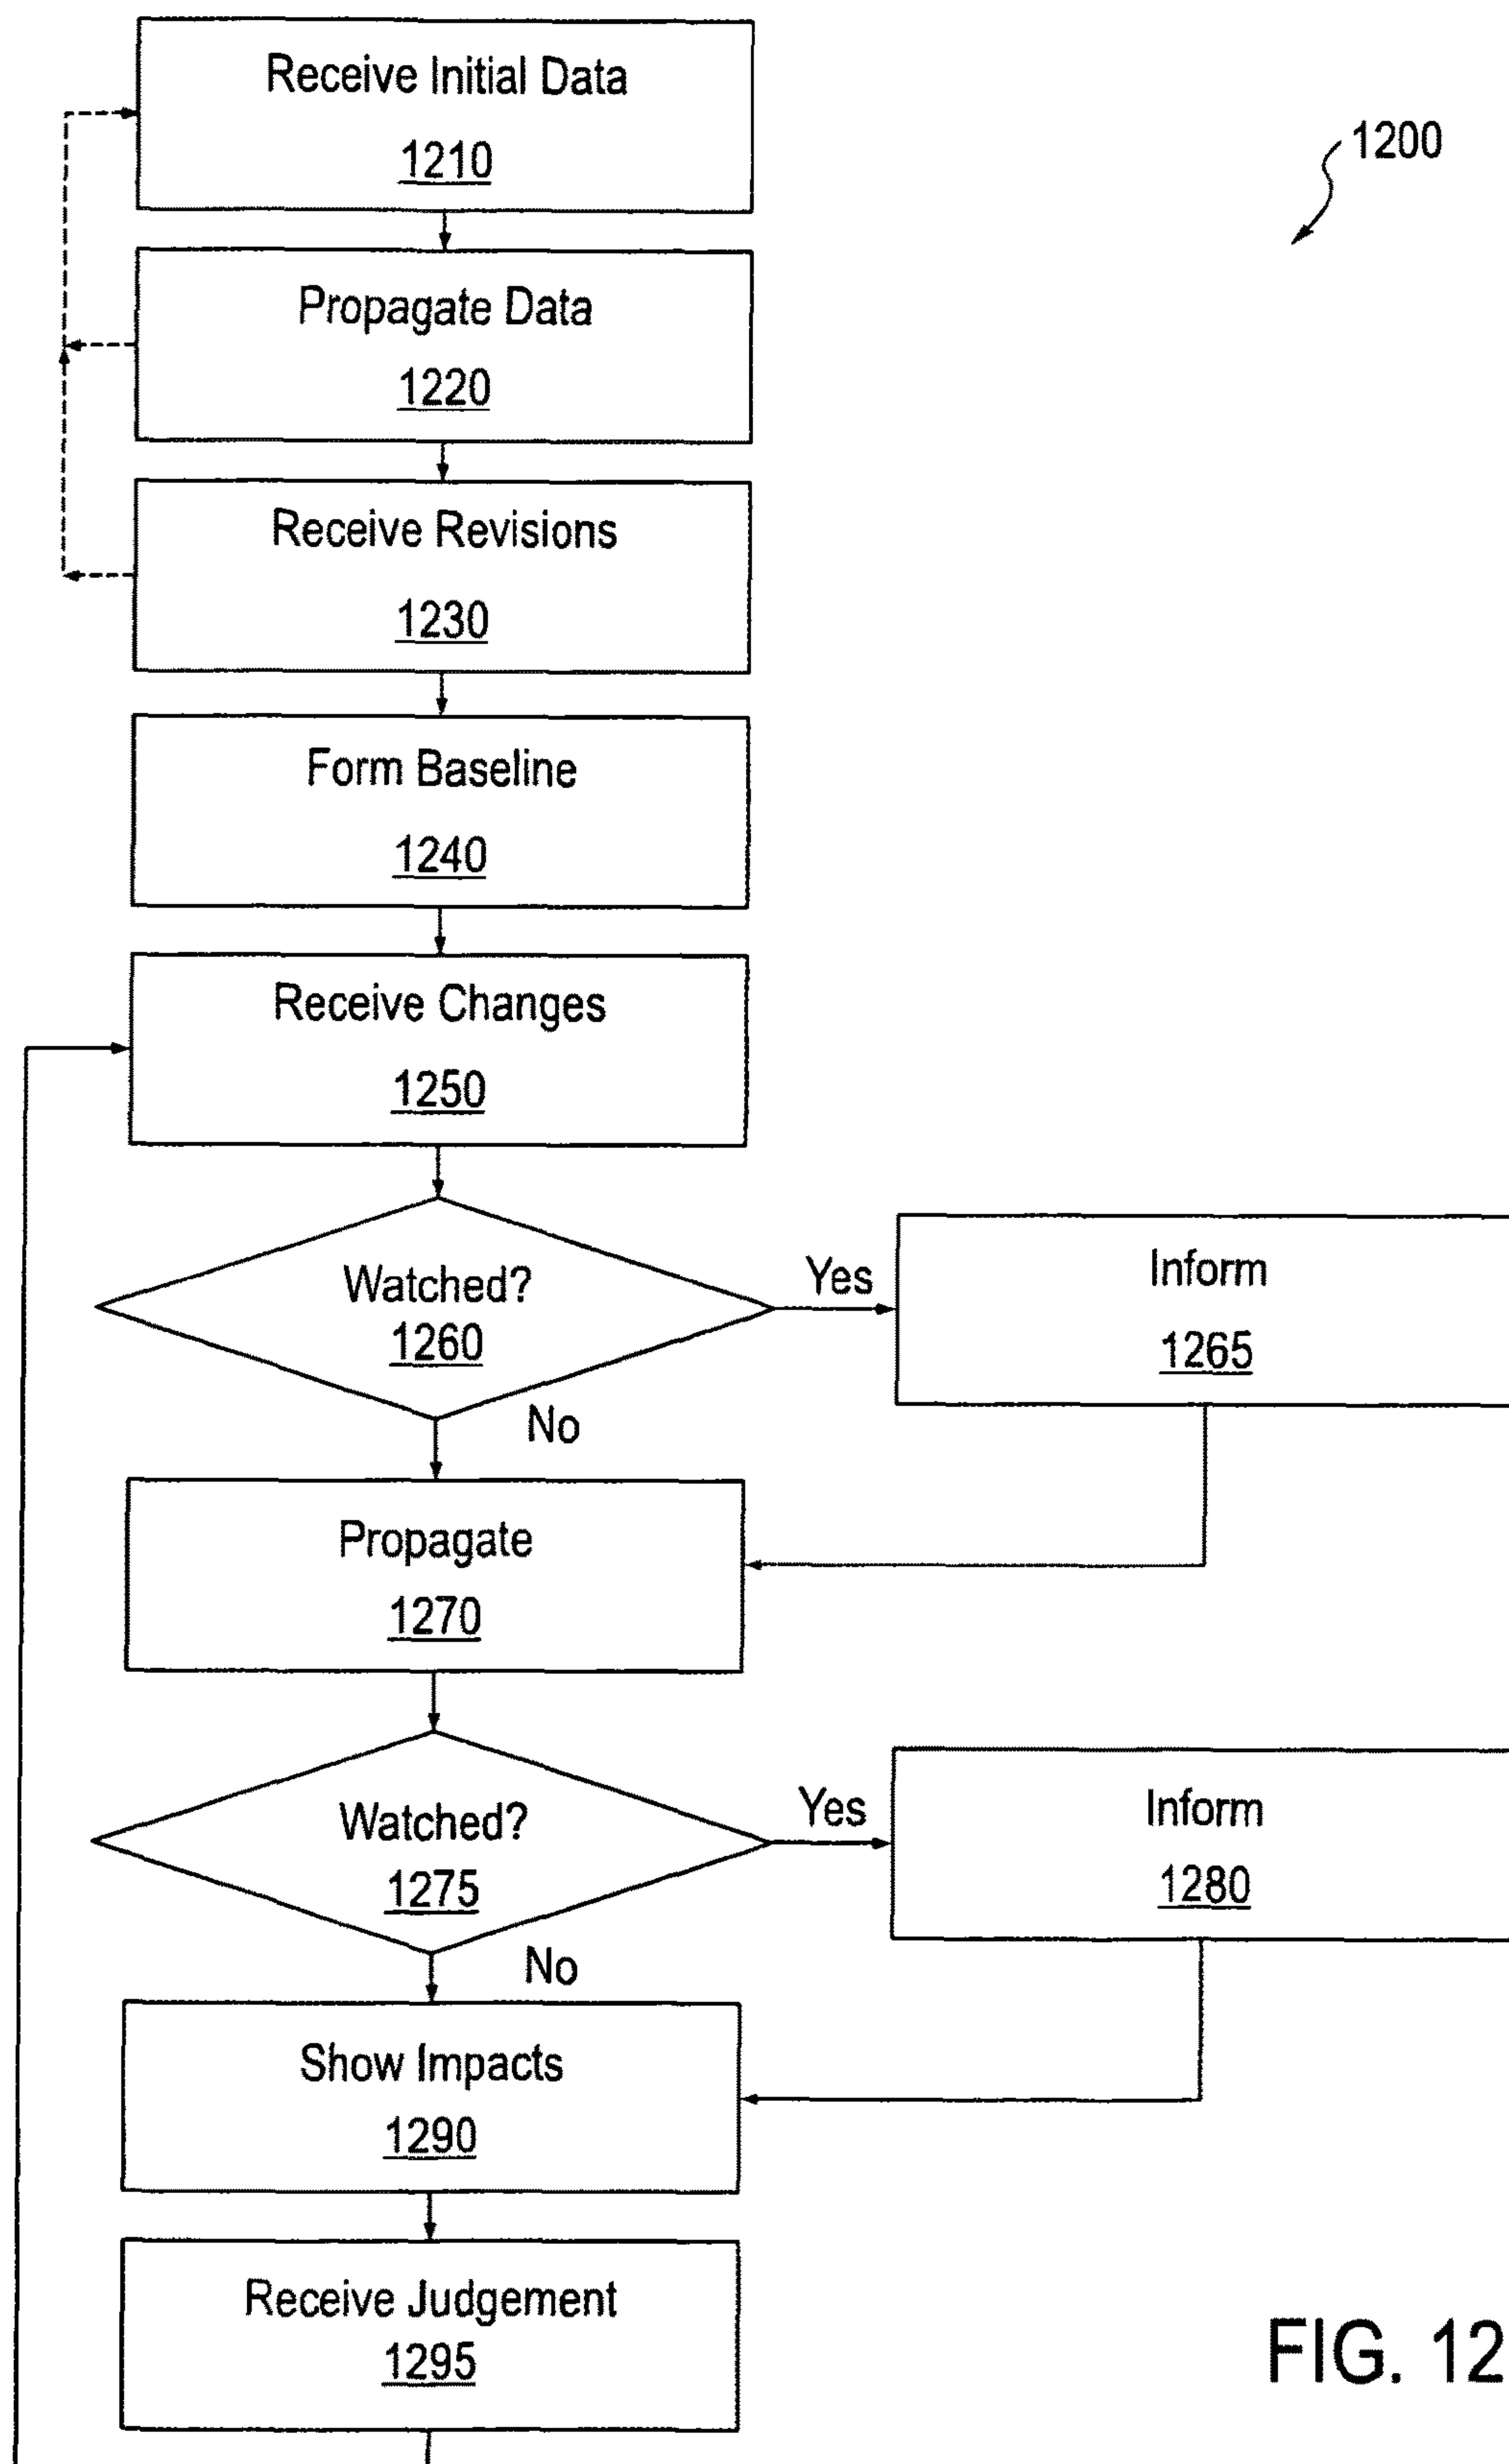 Receive Initial Data
1210
1200
Propagate Data
1220
Receive Revisions
1230
Form Baseline
1240
Receive Changes
1250
Watched?
1260
Yes
Inform
1265
No
Propagate
1270
Watched?
1275
Yes
Inform
1280
No
Show Impacts
1290
Receive Judgement
1295
FIG. 12